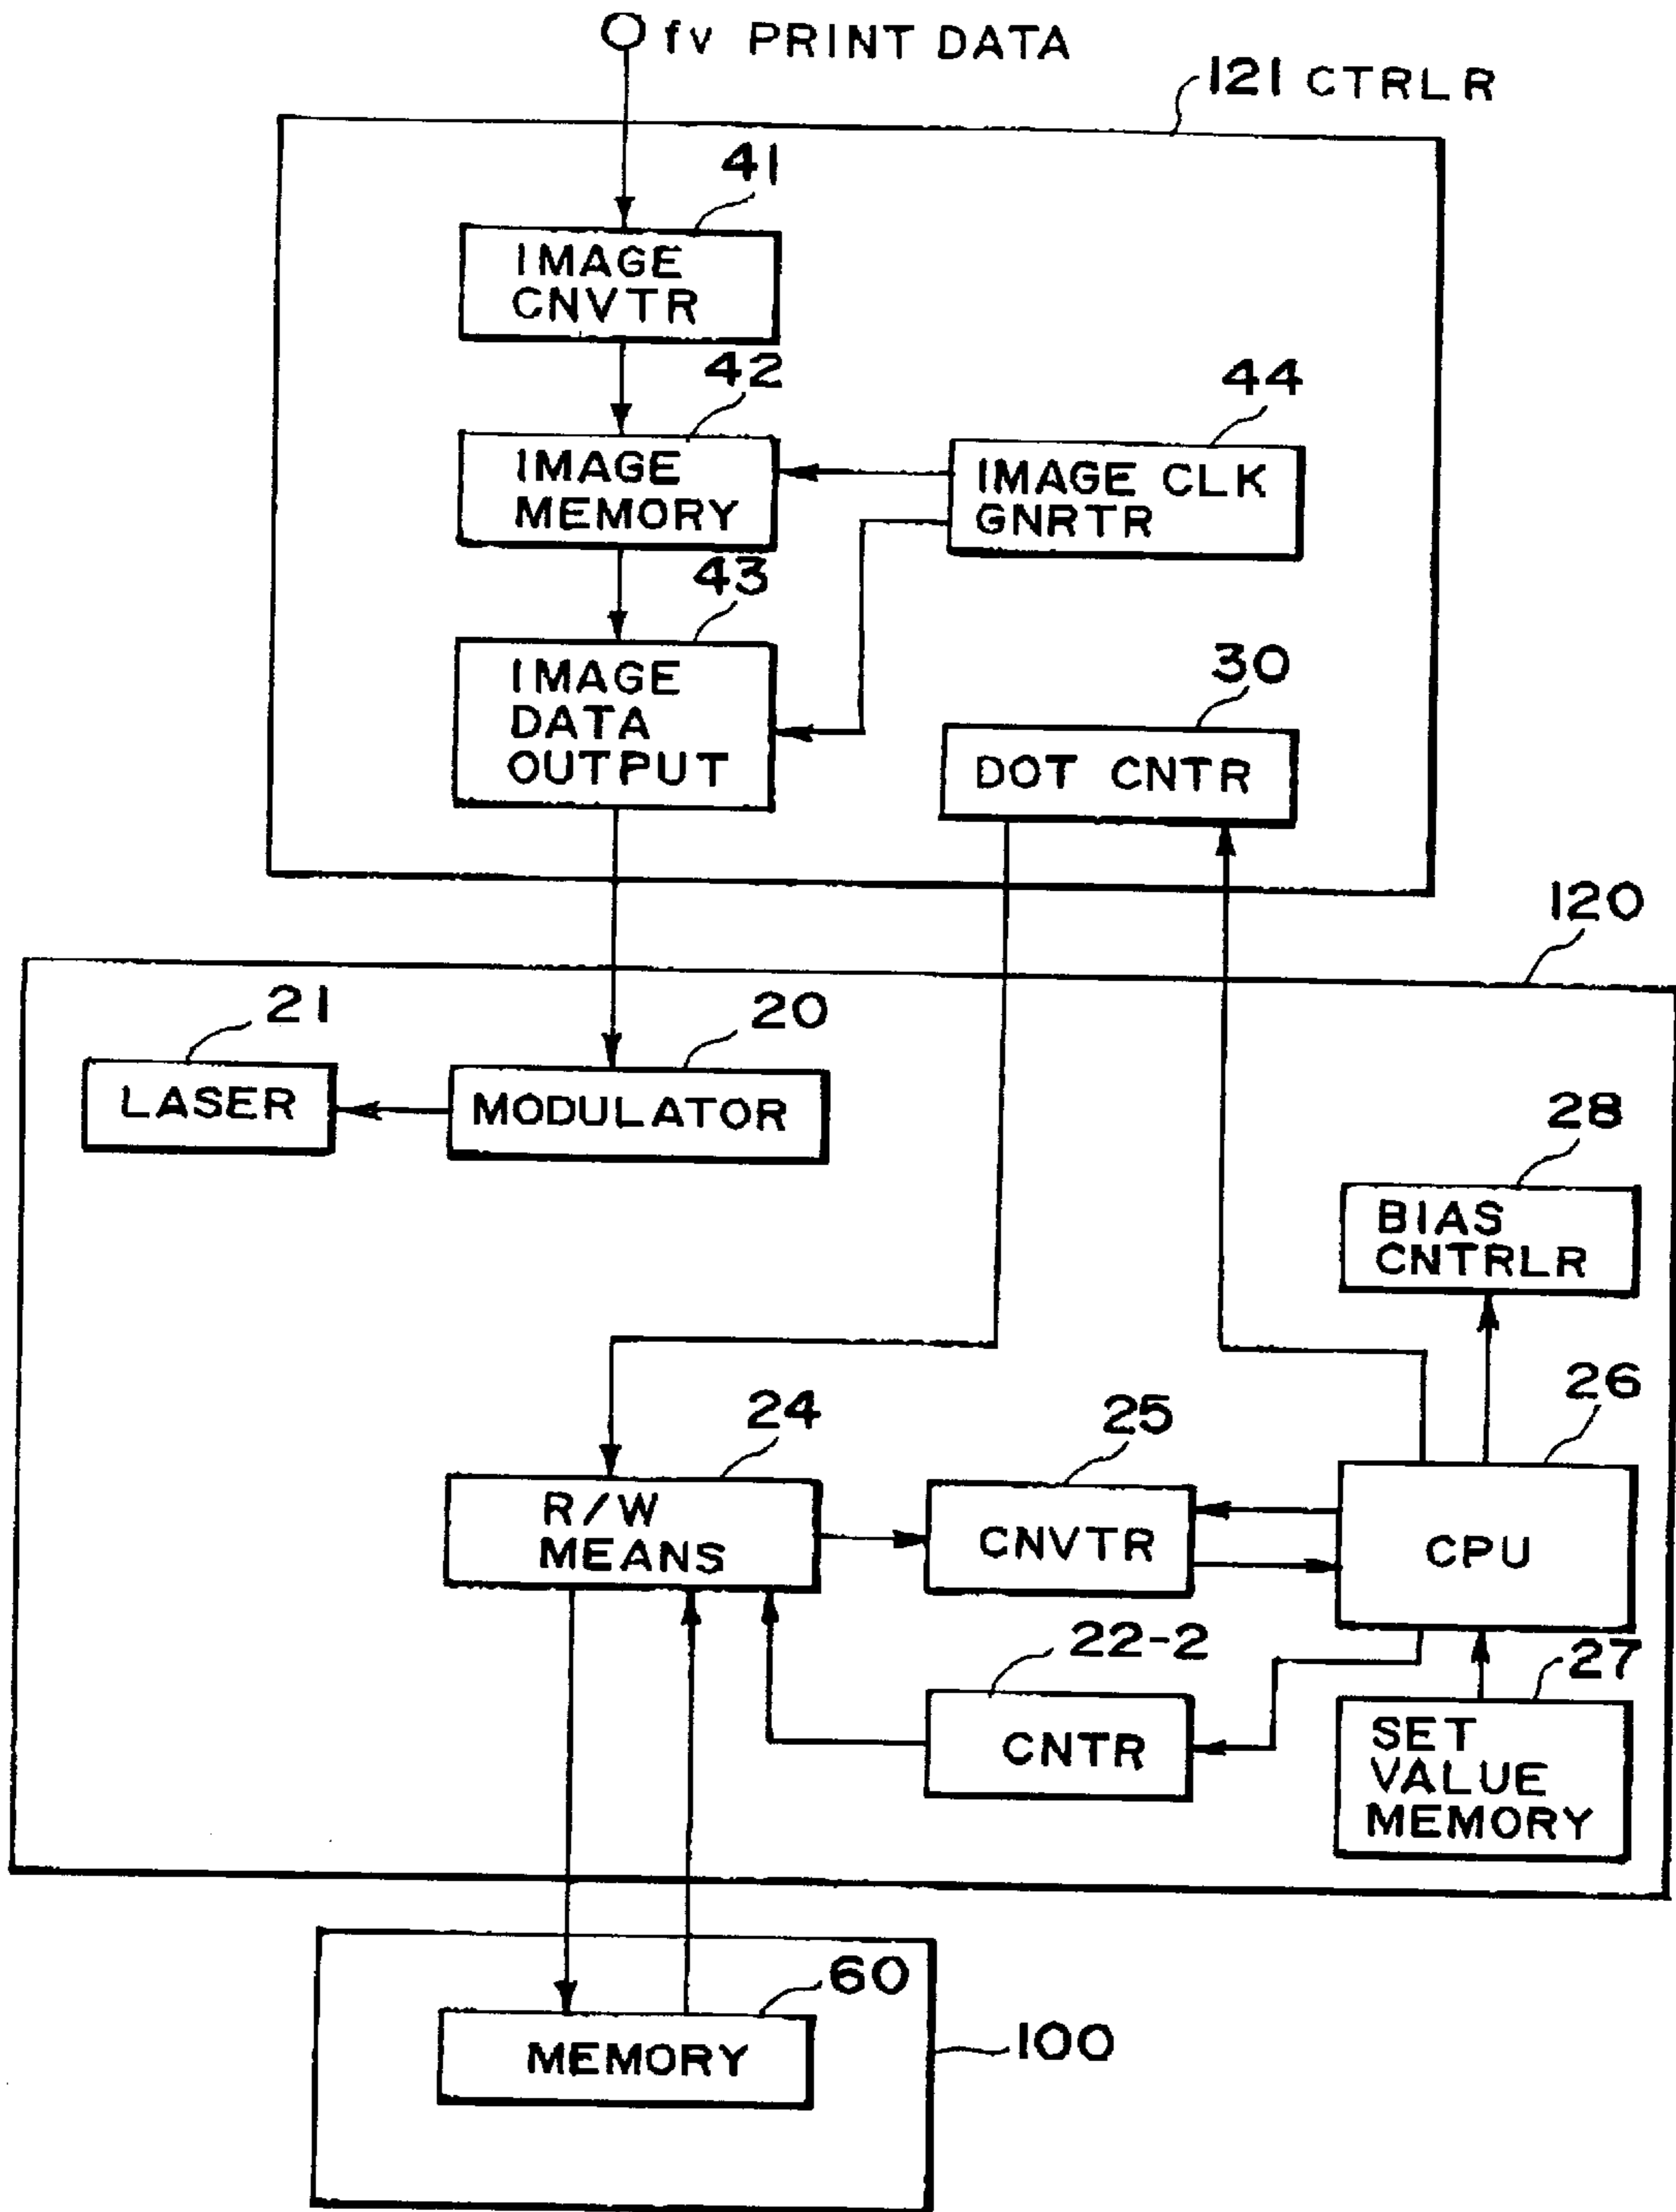 fv PRINT DATA
121 CTRLR
41
IMAGE
CNVTR
42
44
IMAGE
MEMORY
IMAGE CLK
GNRTR
43
30
IMAGE
DATA
OUTPUT
DOT CNTR
120
21
20
LASER
MODULATOR
28
BIAS
CNTRLR
24
25
26
R/W
MEANS
CNVTR
CPU
22-2
27
CNTR
SET
VALUE
MEMORY
60
MEMORY
100